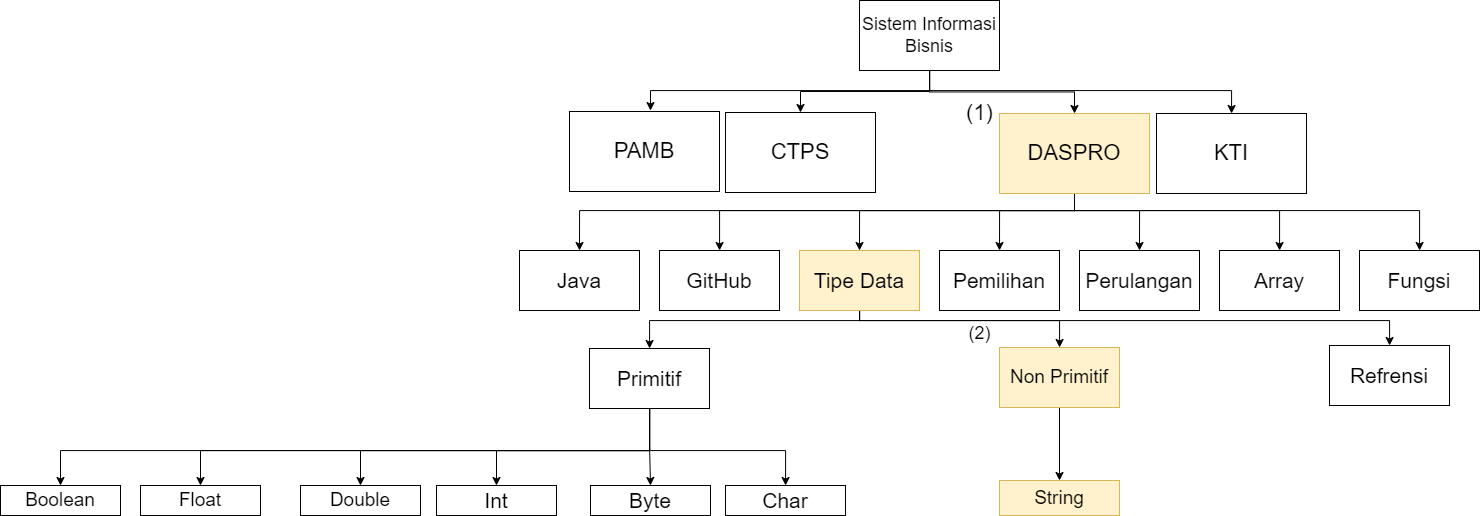 Sistem Informasi
Bisnis
(1)
PAMB
CTPS
DASPRO
KTI
Java
GitHub
Tipe Data
Pemilihan
Perulangan
Array
Fungsi
(2)
Primitif
Non Primitif
Refrensi
Boolean
Float
Double
Int
Byte
Char
String